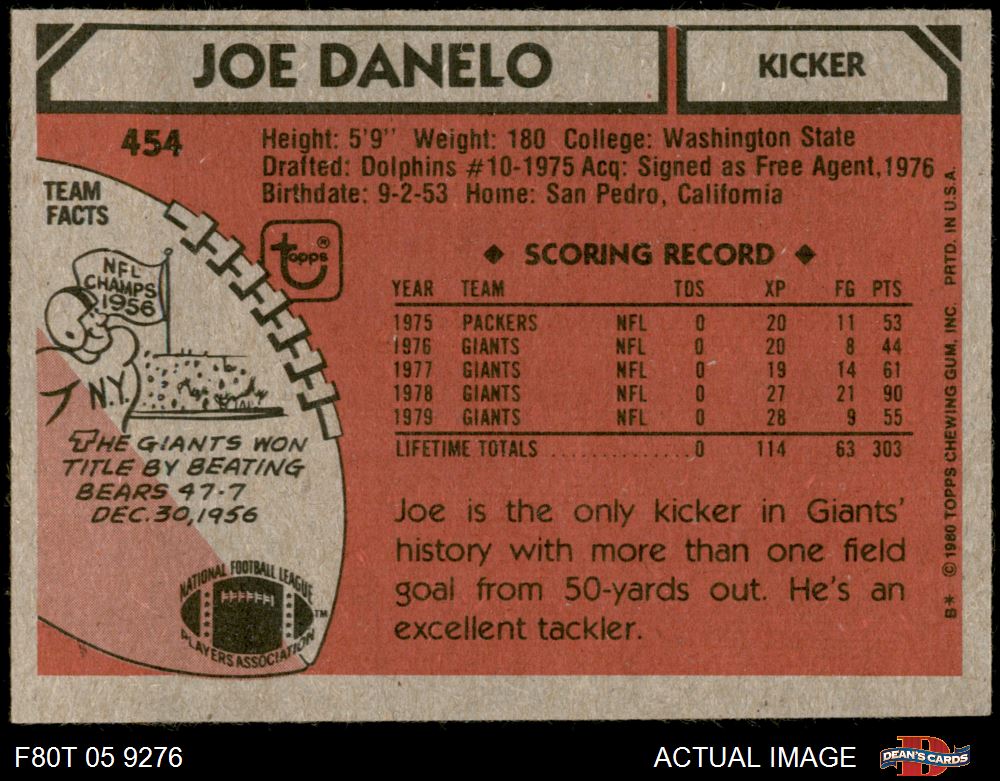 JOE DANELO
KICKER
454
Height: 5'9" Weight: 180 College: Washington State
Drafted: Dolphins #10-1975 Acq: Signed as Free Agent, 1976
Birthdate: 9-2-53 Home: San Pedro, California
TEAM
FACTS
NFL
CHAMPS
1956
N.Y.
THE GIANTS WON
TITLE BY BEATING
BEARS 47-7
DEC. 30, 1956
topps®
◆ SCORING RECORD ◆
YEAR TEAM TDS XP FG PTS
1975 PACKERS NFL 0 20 11 53
1976 GIANTS NFL 0 20 8 44
1977 GIANTS NFL 0 19 14 61
1978 GIANTS NFL 0 27 21 90
1979 GIANTS NFL 0 28 9 55
LIFETIME TOTALS ..............0 114 63 303
Joe is the only kicker in Giants'
history with more than one field
goal from 50-yards out. He's an
excellent tackler.
NATIONAL FOOTBALL LEAGUE
PLAYERS ASSOCIATION
TM
B* © 1980 TOPPS CHEWING GUM, INC. PRTD. IN U.S.A.
F80T 05 9276
ACTUAL IMAGE
DEAN'S CARDS